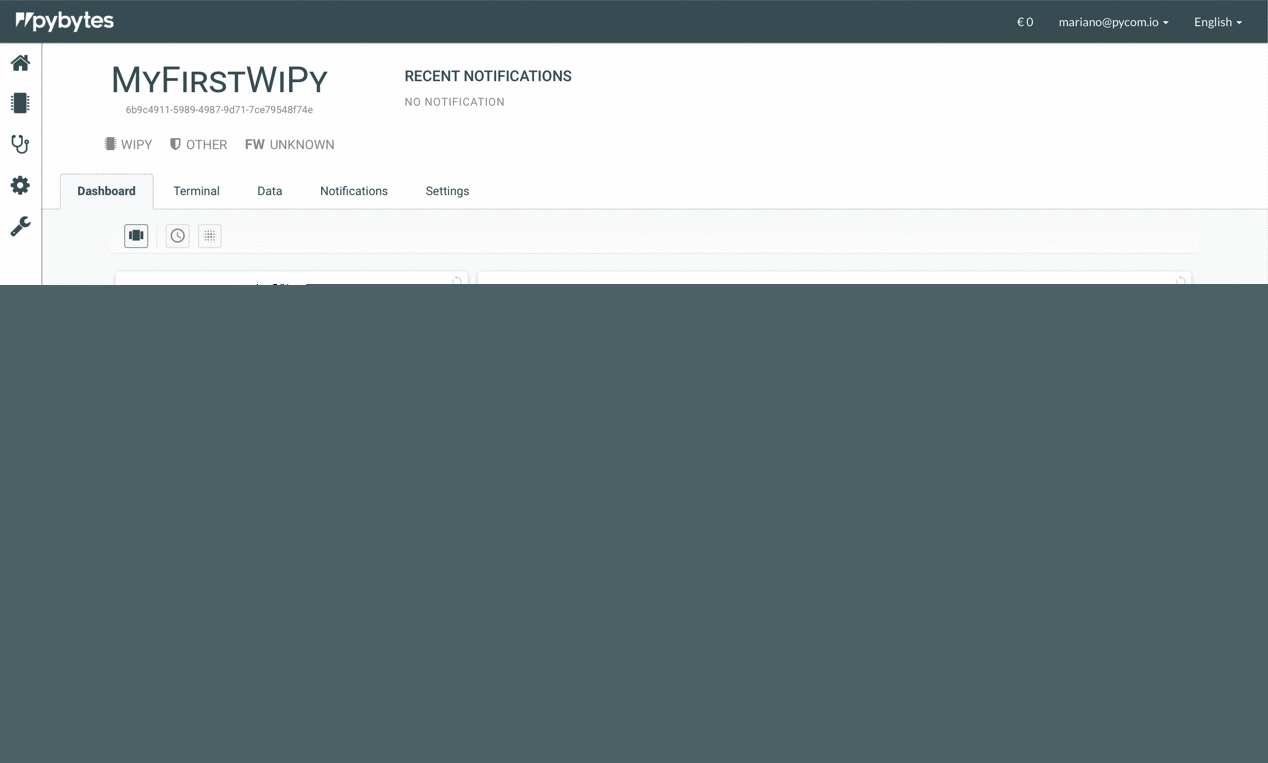 pybytes
€ 0
mariano@pycom.io
English
MyFirstWiPy
6b9c4911-5989-4987-9d71-7ce79548f74e
WIPY OTHER FW UNKNOWN
RECENT NOTIFICATIONS
NO NOTIFICATION
Dashboard
Terminal
Data
Notifications
Settings